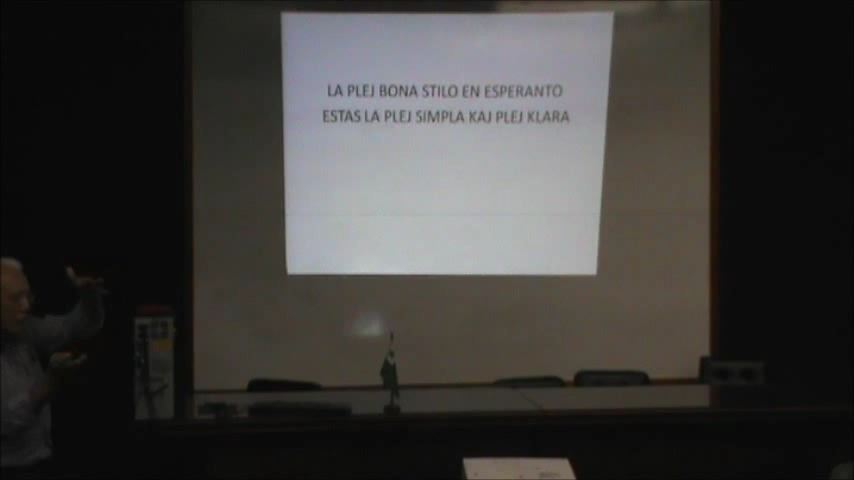 LA PLEJ BONA STILO EN ESPERANTO
ESTAS LA PLEJ SIMPLA KAJ PLEJ KLARA